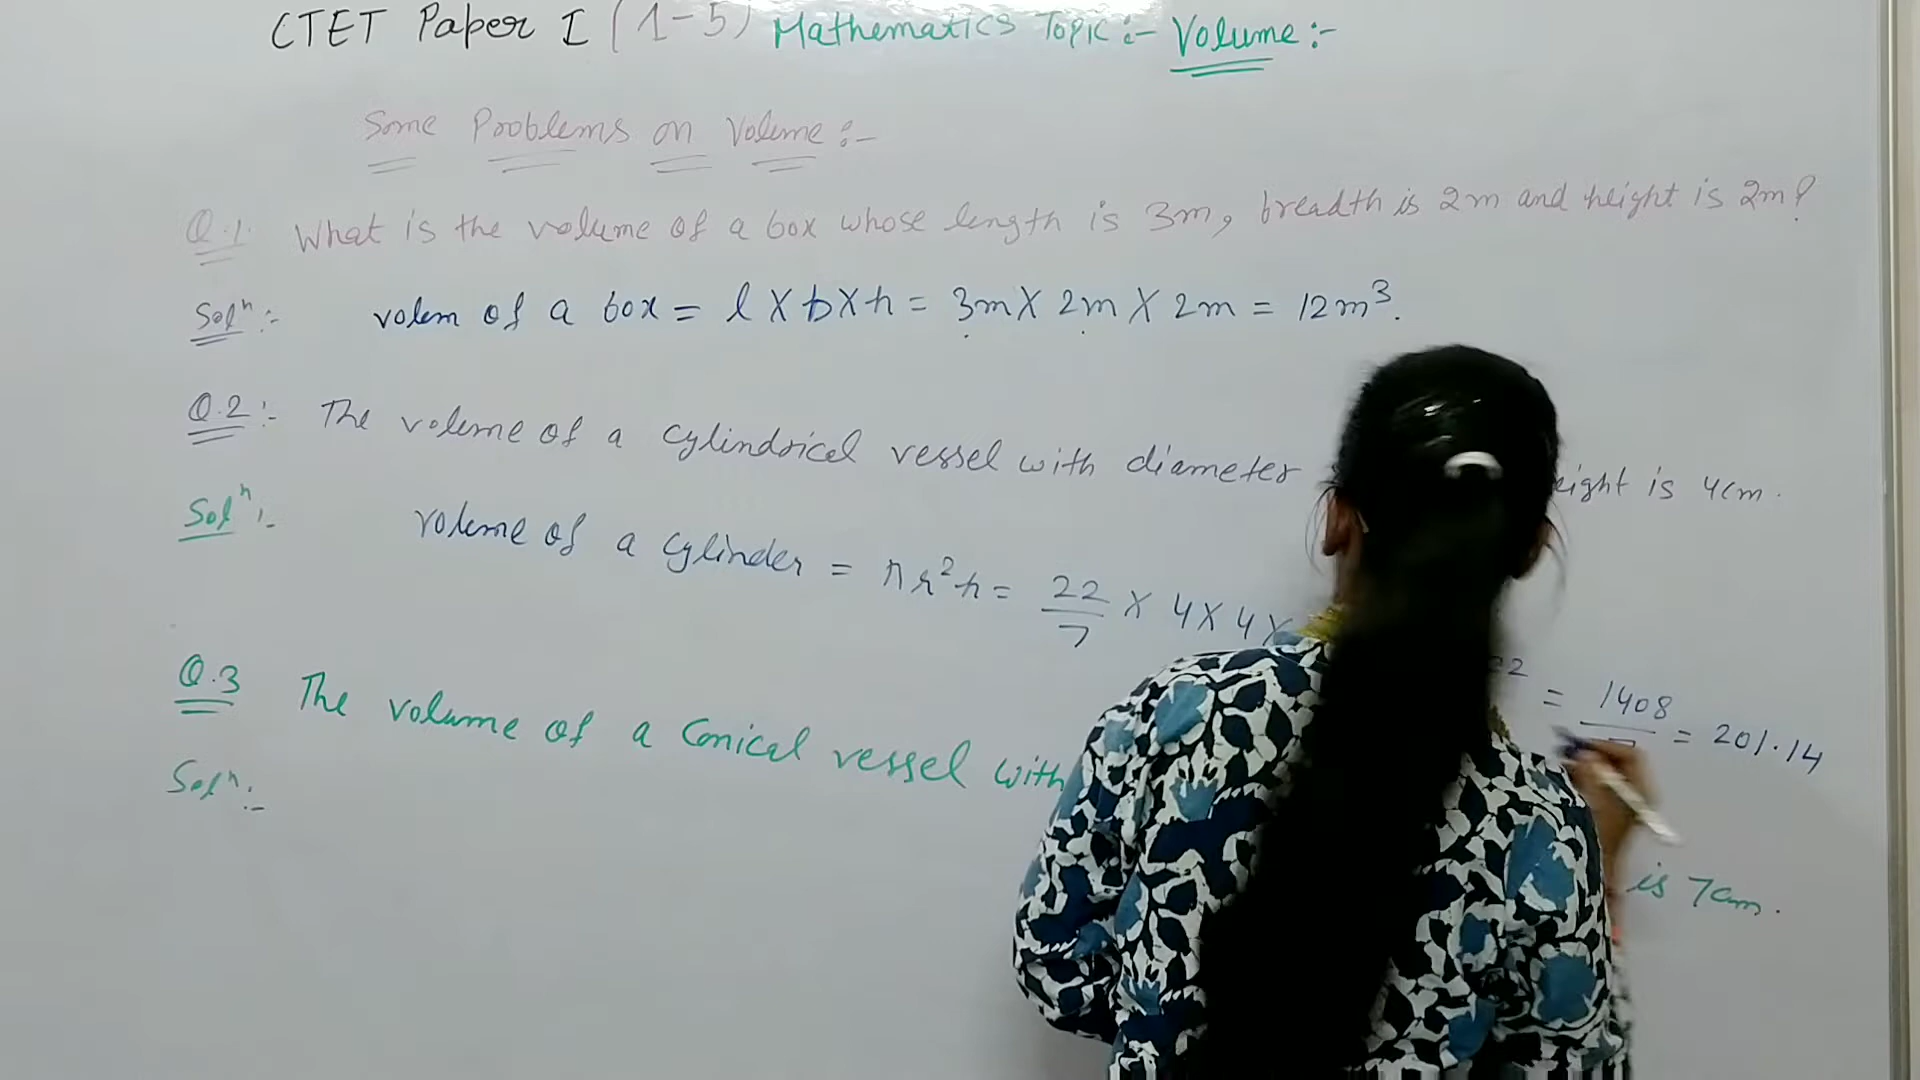 CTET Paper I (1-5) Mathematics Topic:- Volume:-
Some Problems on Volume:-
Q.1. What is the volume of a box whose length is 3m, breadth is 2m and height is 2m?
Solⁿ:- volem of a box = l X b X h = 3m X 2m X 2m = 12m³.
Q.2:- The volume of a cylindrical vessel with diameter eight is 4cm.
Solⁿ:- volume of a cylinder = πr²h = 22/7 X 4 X 4 X
= 1408/7 = 201.14
Q.3 The volume of a Conical vessel with is 7cm.
Solⁿ:-